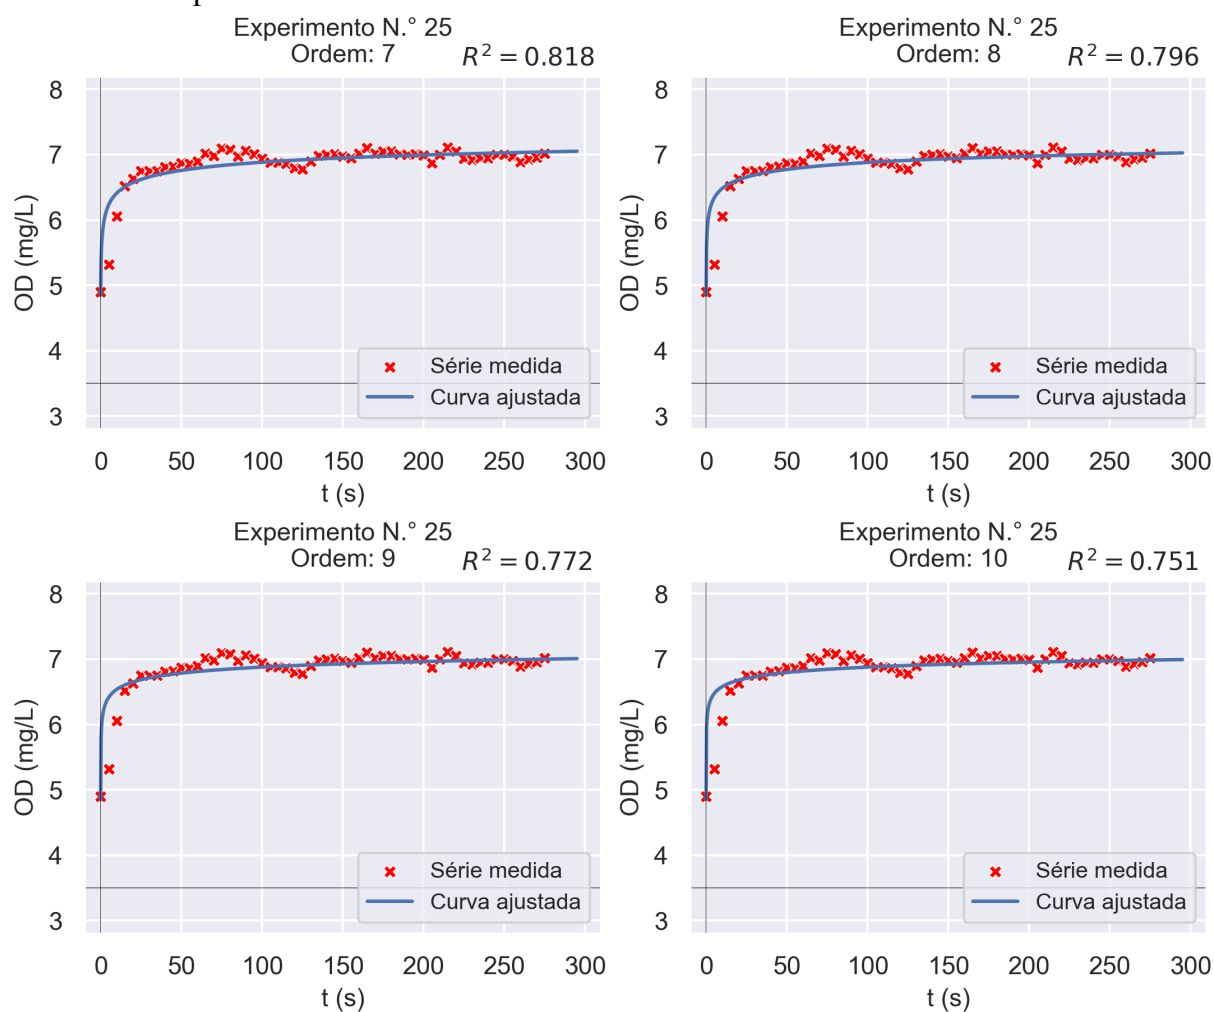 Experimento N.° 25
Ordem: 7
R² = 0.818
8
7
6
5
4
3
OD (mg/L)
Série medida
Curva ajustada
0 50 100 150 200 250 300
t (s)
Experimento N.° 25
Ordem: 8
R² = 0.796
8
7
6
5
4
3
OD (mg/L)
Série medida
Curva ajustada
0 50 100 150 200 250 300
t (s)
Experimento N.° 25
Ordem: 9
R² = 0.772
8
7
6
5
4
3
OD (mg/L)
Série medida
Curva ajustada
0 50 100 150 200 250 300
t (s)
Experimento N.° 25
Ordem: 10
R² = 0.751
8
7
6
5
4
3
OD (mg/L)
Série medida
Curva ajustada
0 50 100 150 200 250 300
t (s)